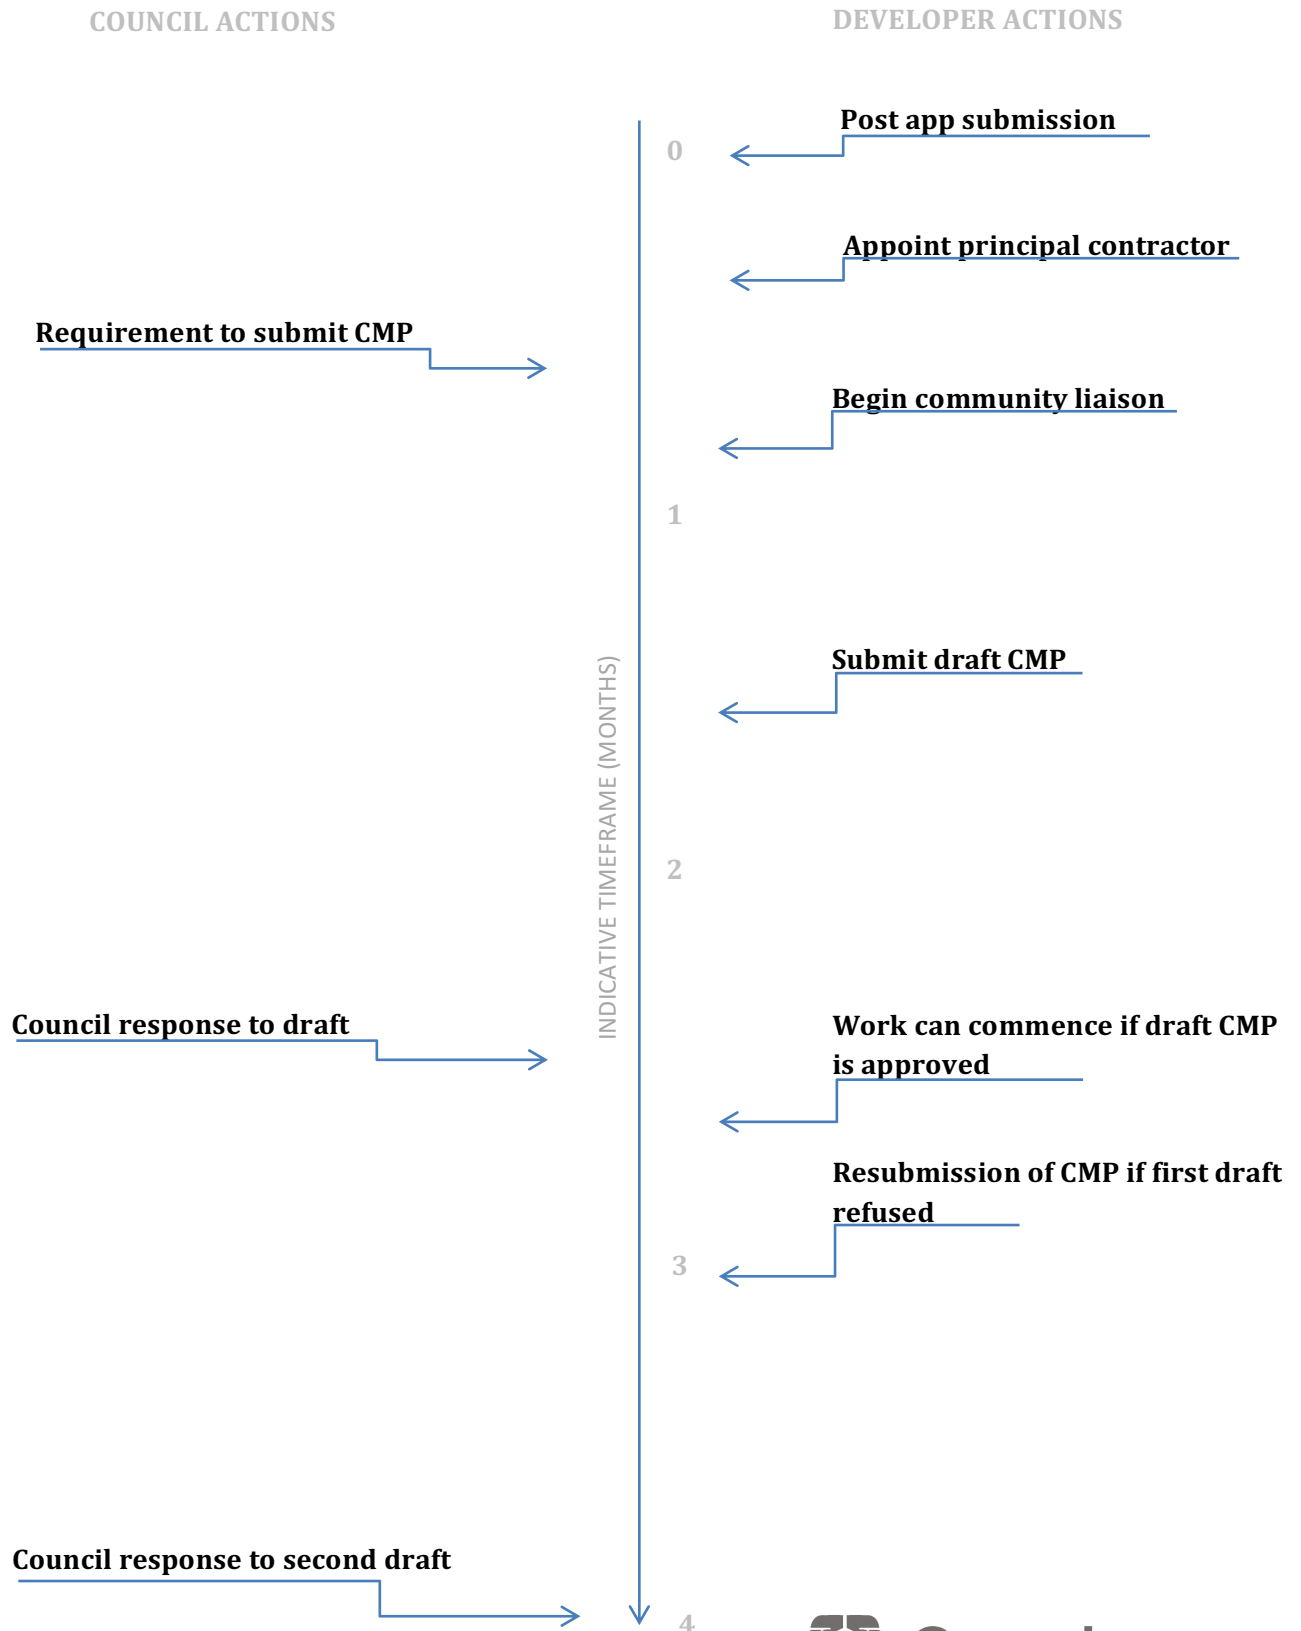 COUNCIL ACTIONS
DEVELOPER ACTIONS
Post app submission
0
Appoint principal contractor
Requirement to submit CMP
Begin community liaison
1
Submit draft CMP
INDICATIVE TIMEFRAME (MONTHS)
2
Council response to draft
Work can commence if draft CMP
is approved
Resubmission of CMP if first draft
refused
3
Council response to second draft
4